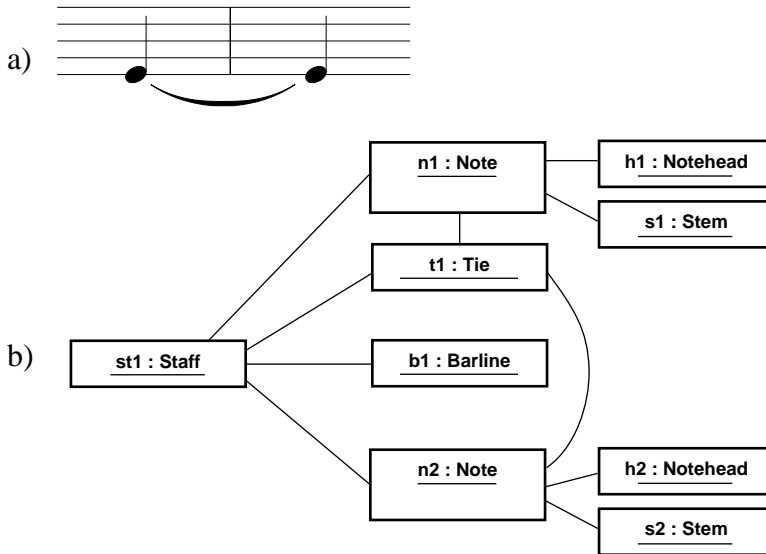 a)
n1 : Note
h1 : Notehead
s1 : Stem
t1 : Tie
b)
st1 : Staff
b1 : Barline
n2 : Note
h2 : Notehead
s2 : Stem